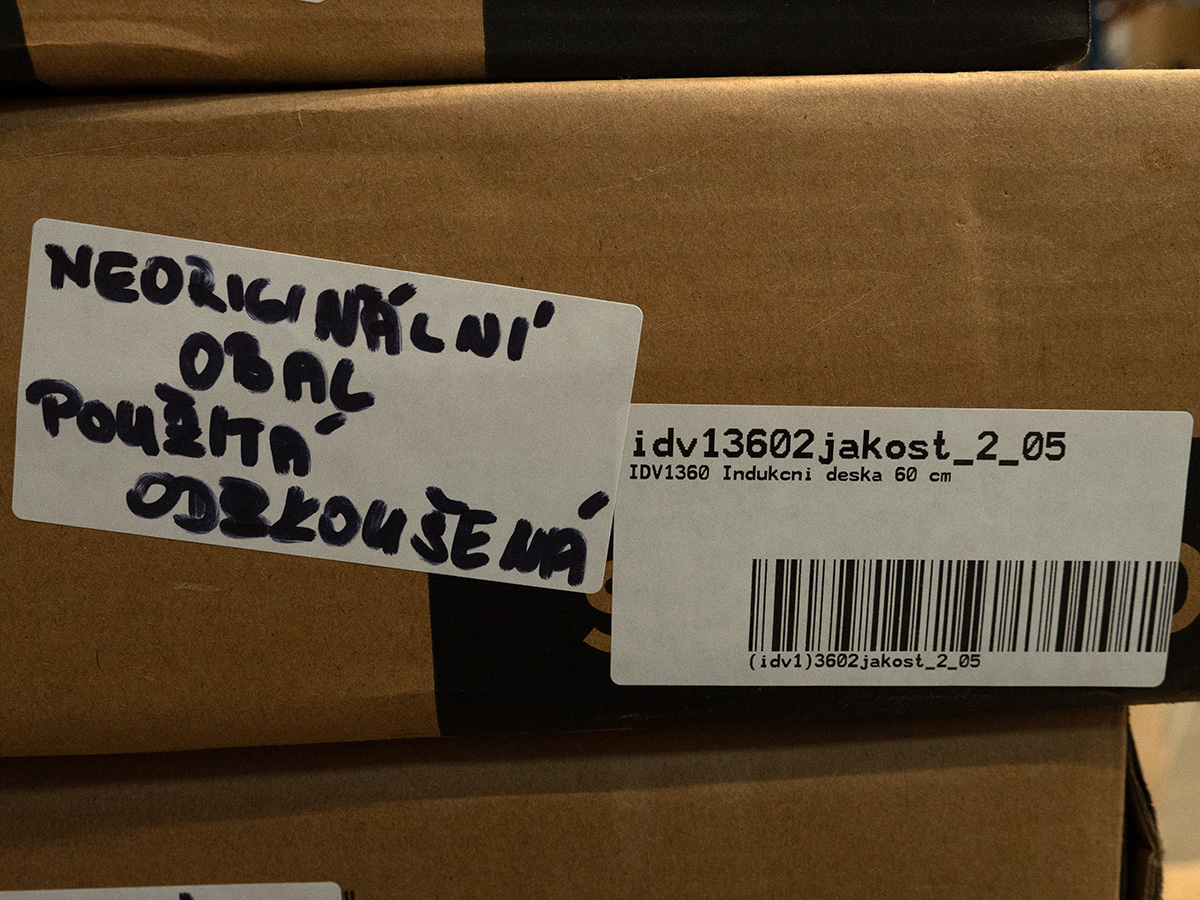 NEORIGINÁLNÍ
OBAL
POUŽITÁ
ODZKOUŠENÁ
idv13602jakost_2_05
IDV1360 Indukcni deska 60 cm
(idv1)3602jakost_2_05